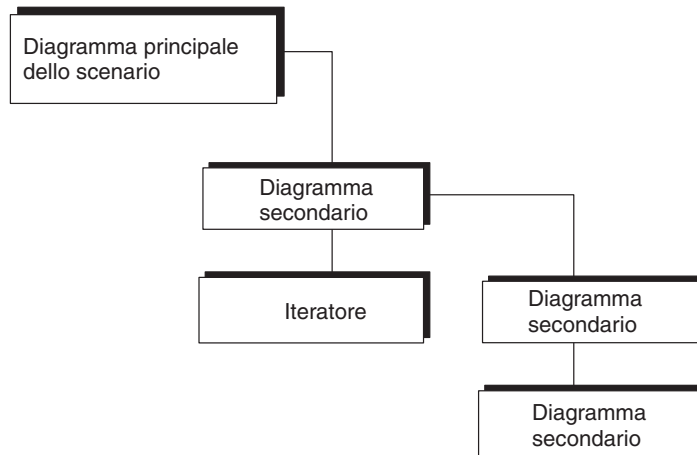 Diagramma principale
dello scenario
Diagramma
secondario
Iteratore
Diagramma
secondario
Diagramma
secondario